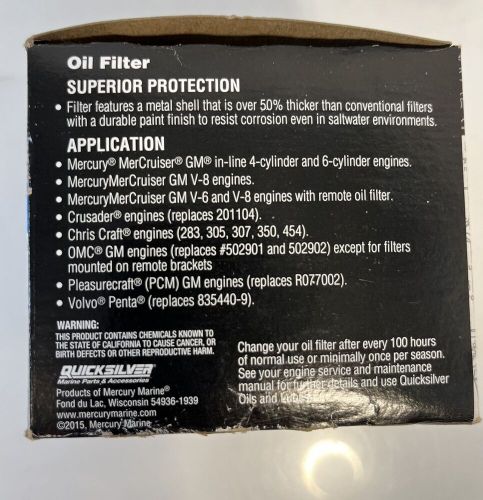 Oil Filter
SUPERIOR PROTECTION
• Filter features a metal shell that is over 50% thicker than conventional filters
with a durable paint finish to resist corrosion even in saltwater environments.
APPLICATION
• Mercury® MerCruiser® GM® in-line 4-cylinder and 6-cylinder engines.
• MercuryMerCruiser GM V-8 engines.
• MercuryMerCruiser GM V-6 and V-8 engines with remote oil filter.
• Crusader® engines (replaces 201104).
• Chris Craft® engines (283, 305, 307, 350, 454).
• OMC® GM engines (replaces #502901 and 502902) except for filters
mounted on remote brackets
• Pleasurecraft® (PCM) GM engines (replaces R077002).
• Volvo® Penta® (replaces 835440-9).
WARNING:
THIS PRODUCT CONTAINS CHEMICALS KNOWN TO
THE STATE OF CALIFORNIA TO CAUSE CANCER, OR
BIRTH DEFECTS OR OTHER REPRODUCTIVE HARM.
QUICKSILVER
Marine Parts & Accessories
Products of Mercury Marine®
Fond du Lac, Wisconsin 54936-1939
www.mercurymarine.com
©2015, Mercury Marine
Change your oil filter after every 100 hours
of normal use or minimally once per season.
See your engine service and maintenance
manual for further details and use Quicksilver
Oils and Lubes.